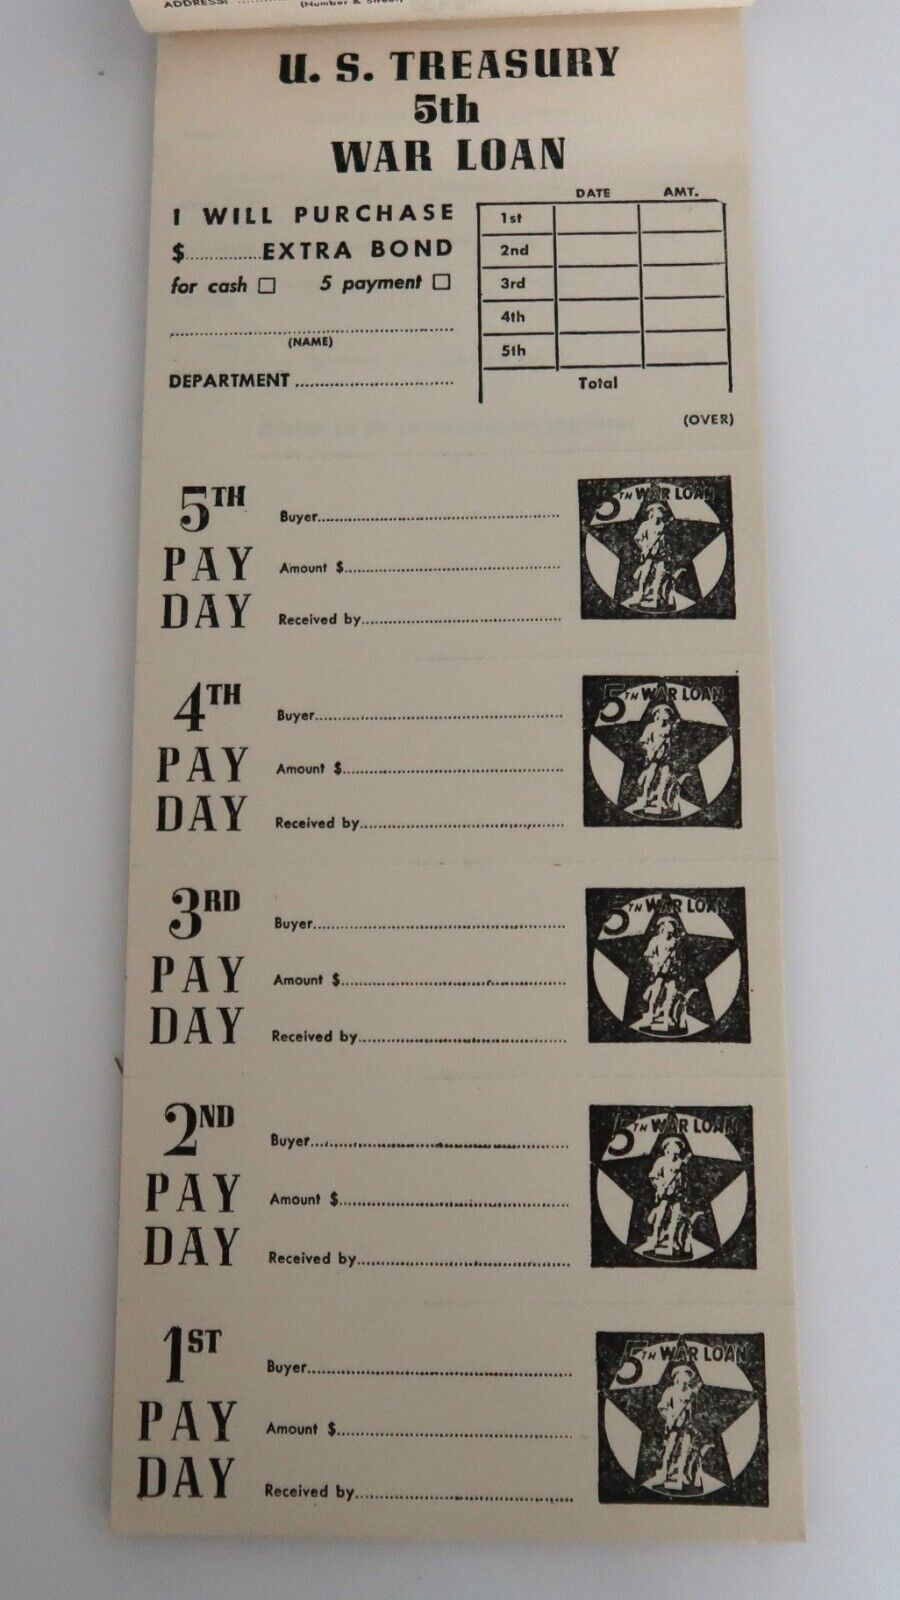 ADDRESS:
(Number & Street)
U. S. TREASURY
5th
WAR LOAN
I WILL PURCHASE
$...............EXTRA BOND
for cash ☐ 5 payment ☐
(NAME)
DEPARTMENT
DATE AMT.
1st
2nd
3rd
4th
5th
Total
(OVER)
5TH
PAY
DAY
Buyer
Amount $
Received by
5TH WAR LOAN
4TH
PAY
DAY
Buyer
Amount $
Received by
5TH WAR LOAN
3RD
PAY
DAY
Buyer
Amount $
Received by
5TH WAR LOAN
2ND
PAY
DAY
Buyer
Amount $
Received by
5TH WAR LOAN
1ST
PAY
DAY
Buyer
Amount $
Received by
5TH WAR LOAN